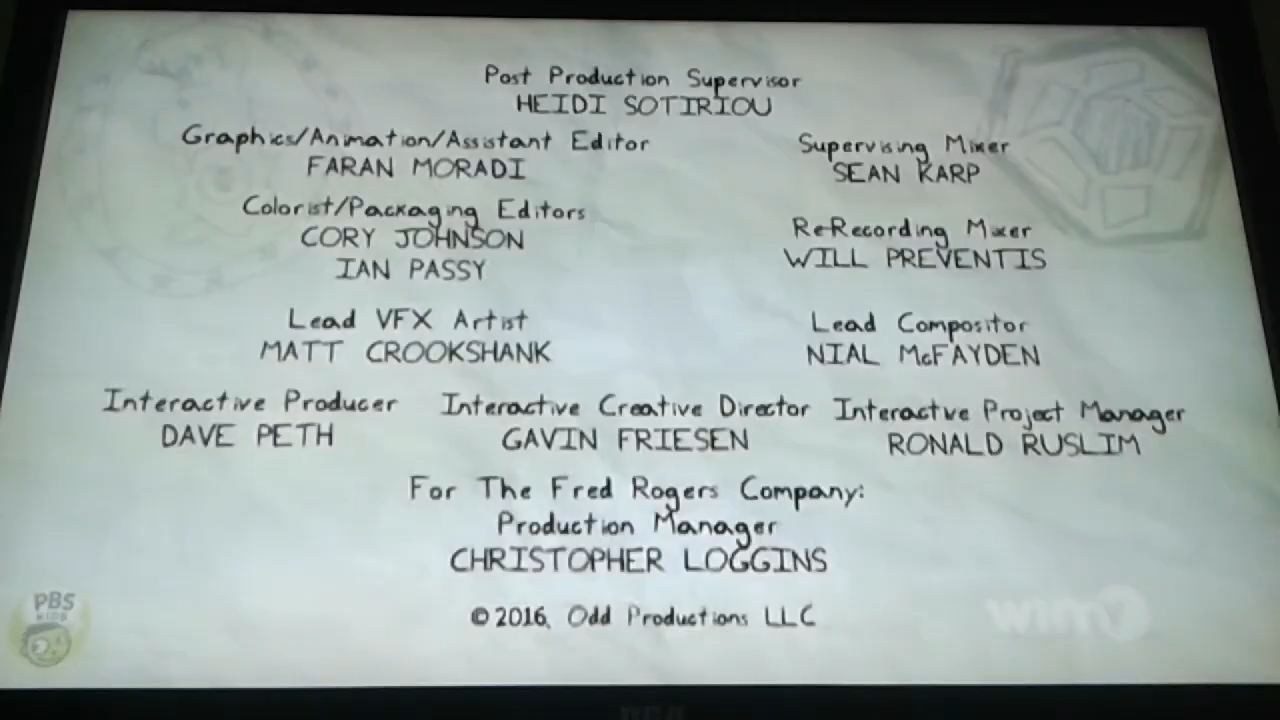 Post Production Supervisor
HEIDI SOTIRIOU
Graphics/Animation/Assistant Editor
FARAN MORADI
Supervising Mixer
SEAN KARP
Colorist/Packaging Editors
CORY JOHNSON
IAN PASSY
Re-Recording Mixer
WILL PREVENTIS
Lead VFX Artist
MATT CROOKSHANK
Lead Compositor
NIAL McFAYDEN
Interactive Producer
DAVE PETH
Interactive Creative Director
GAVIN FRIESEN
Interactive Project Manager
RONALD RUSLIM
For The Fred Rogers Company:
Production Manager
CHRISTOPHER LOGGINS
© 2016, Odd Productions LLC
PBS
KIDS
RCA